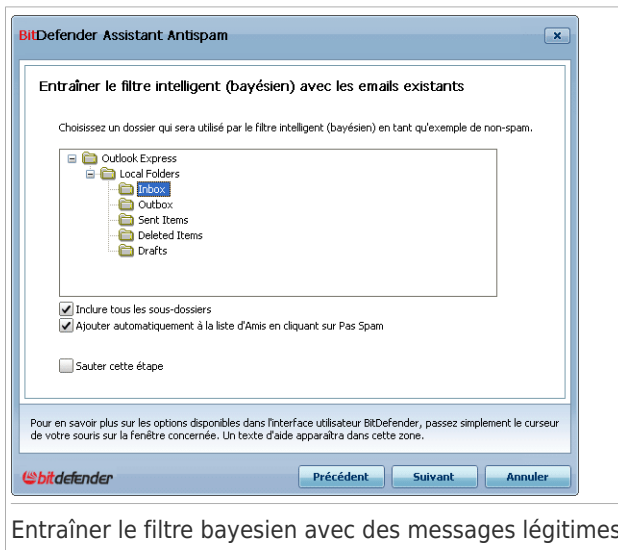 BitDefender Assistant Antispam
Entraîner le filtre intelligent (bayésien) avec les emails existants
Choisissez un dossier qui sera utilisé par le filtre intelligent (bayésien) en tant qu'exemple de non-spam.
Outlook Express
Local Folders
Inbox
Outbox
Sent Items
Deleted Items
Drafts
Inclure tous les sous-dossiers
Ajouter automatiquement à la liste d'Amis en cliquant sur Pas Spam
Sauter cette étape
Pour en savoir plus sur les options disponibles dans l'interface utilisateur BitDefender, passez simplement le curseur
de votre souris sur la fenêtre concernée. Un texte d'aide apparaîtra dans cette zone.
bitdefender Précédent Suivant Annuler
Entraîner le filtre bayesien avec des messages légitimes